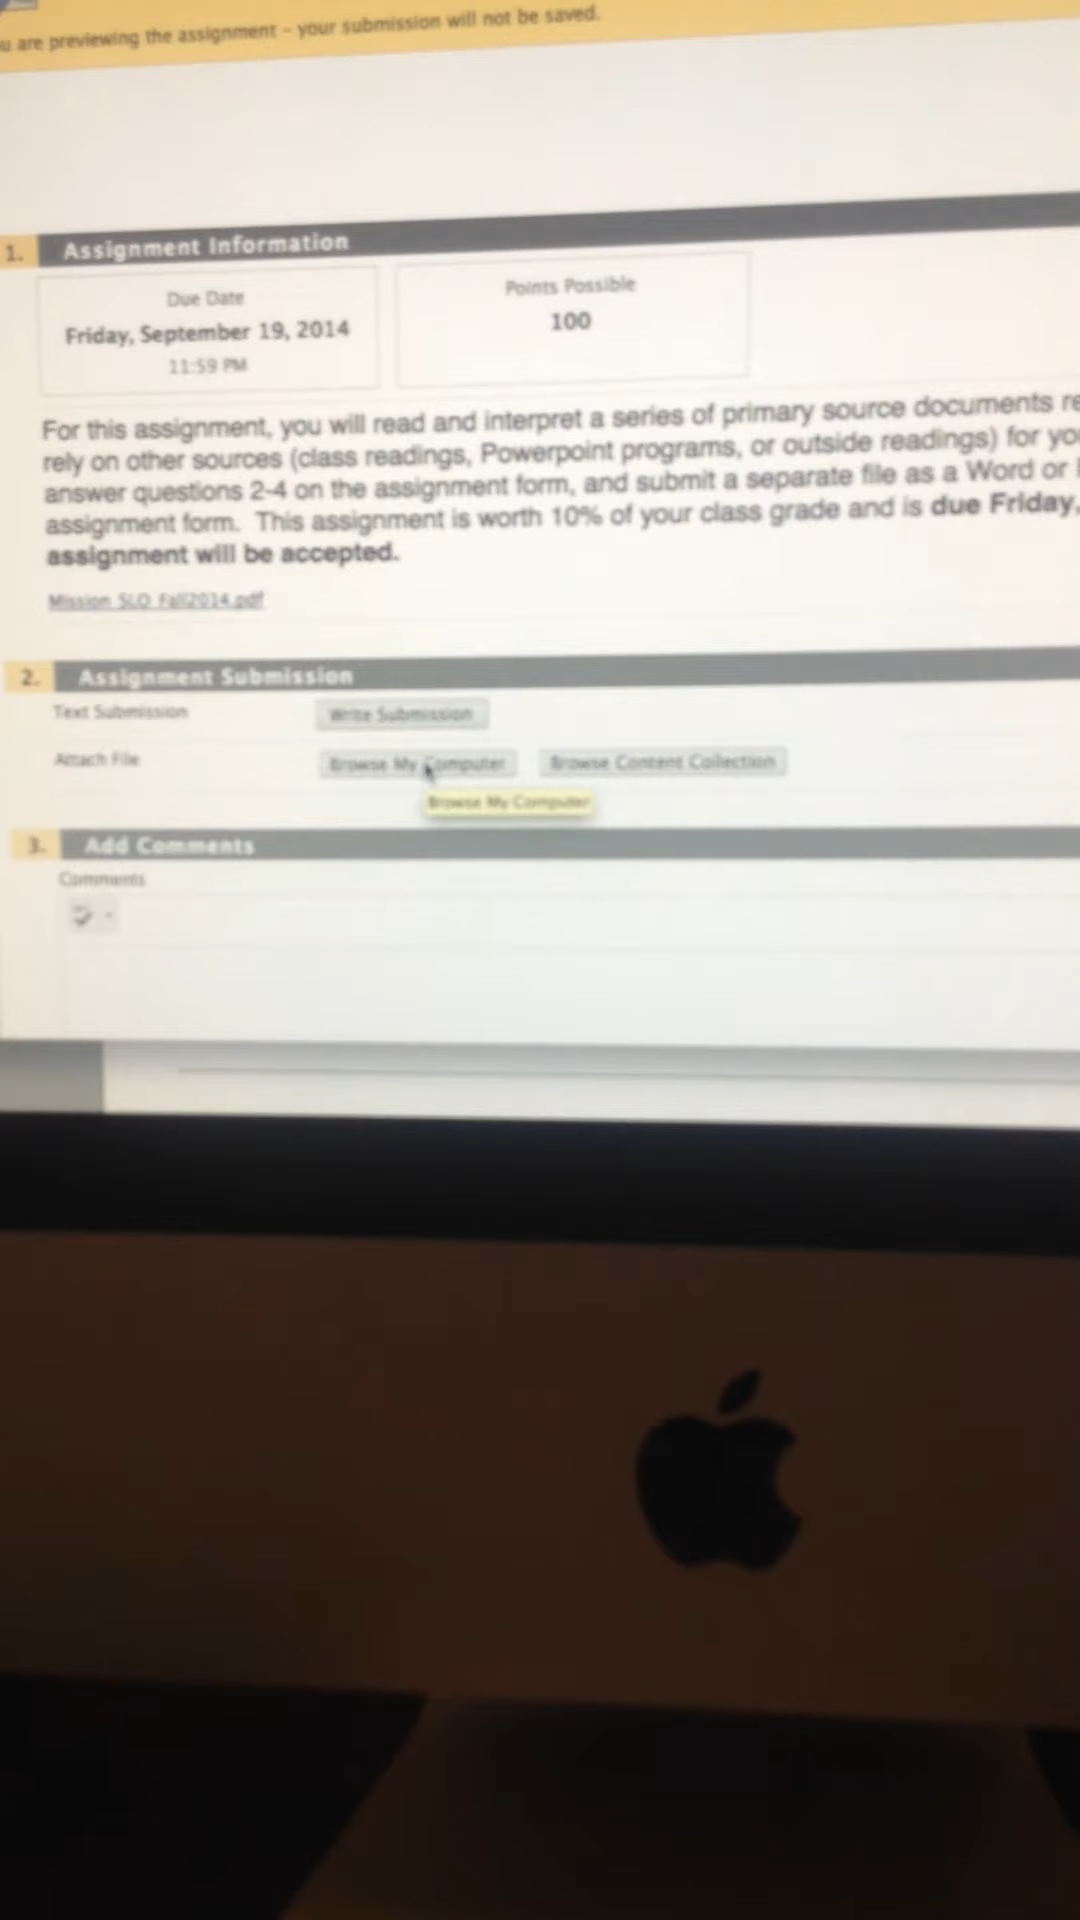 u are previewing the assignment – your submission will not be saved.
1. Assignment Information
Due Date
Friday, September 19, 2014
11:59 PM
Points Possible
100
For this assignment, you will read and interpret a series of primary source documents re
rely on other sources (class readings, Powerpoint programs, or outside readings) for yo
answer questions 2-4 on the assignment form, and submit a separate file as a Word or
assignment form. This assignment is worth 10% of your class grade and is due Friday,
assignment will be accepted.
Mission_SLO_Fall2014.pdf
2. Assignment Submission
Text Submission
Write Submission
Attach File
Browse My Computer
Browse Content Collection
Browse My Computer
3. Add Comments
Comments